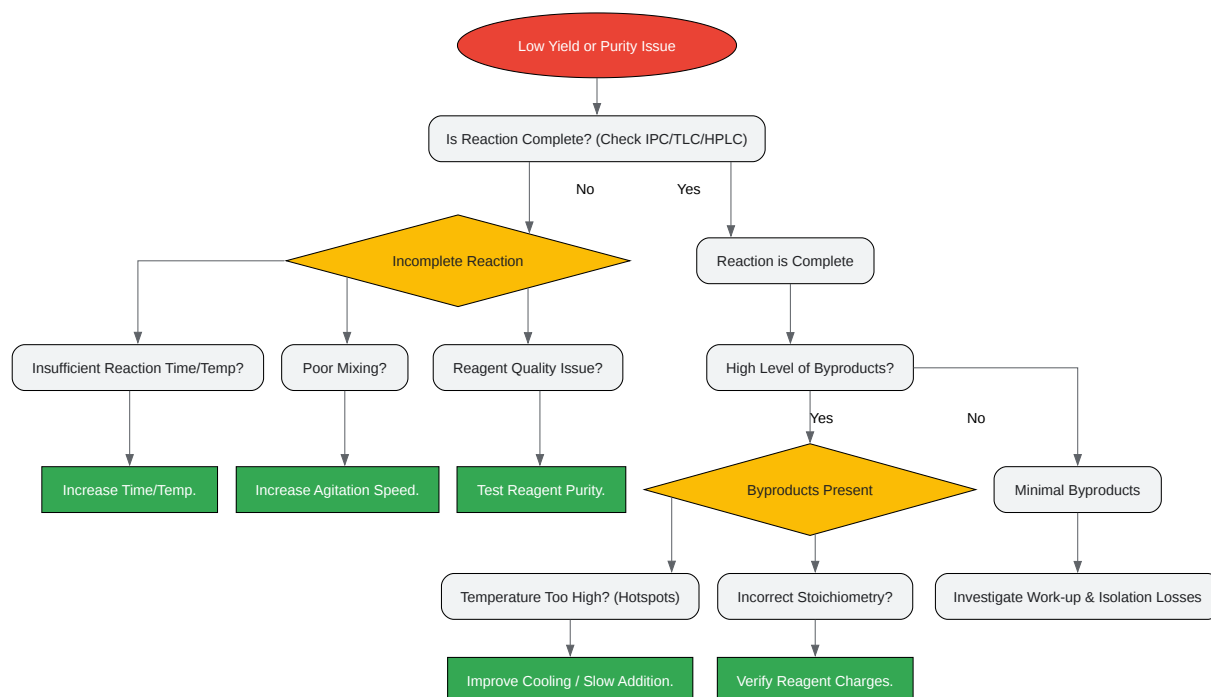 Low Yield or Purity Issue
Is Reaction Complete? (Check IPC/TLC/HPLC)
No
Yes
Incomplete Reaction
Reaction is Complete
Insufficient Reaction Time/Temp?
Poor Mixing?
Reagent Quality Issue?
High Level of Byproducts?
Yes
No
Increase Time/Temp.
Increase Agitation Speed.
Test Reagent Purity.
Byproducts Present
Minimal Byproducts
Temperature Too High? (Hotspots)
Incorrect Stoichiometry?
Investigate Work-up & Isolation Losses
Improve Cooling / Slow Addition.
Verify Reagent Charges.